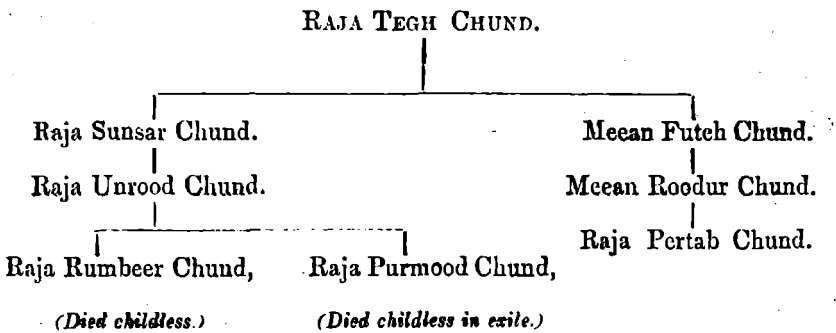 RAJA TEGH CHUND.
Raja Sunsar Chund. Meean Futeh Chund.
Raja Unrood Chund. Meean Roodur Chund.
Raja Pertab Chund.
Raja Rumbeer Chund, Raja Purmood Chund,
(Died childless.) (Died childless in exile.)